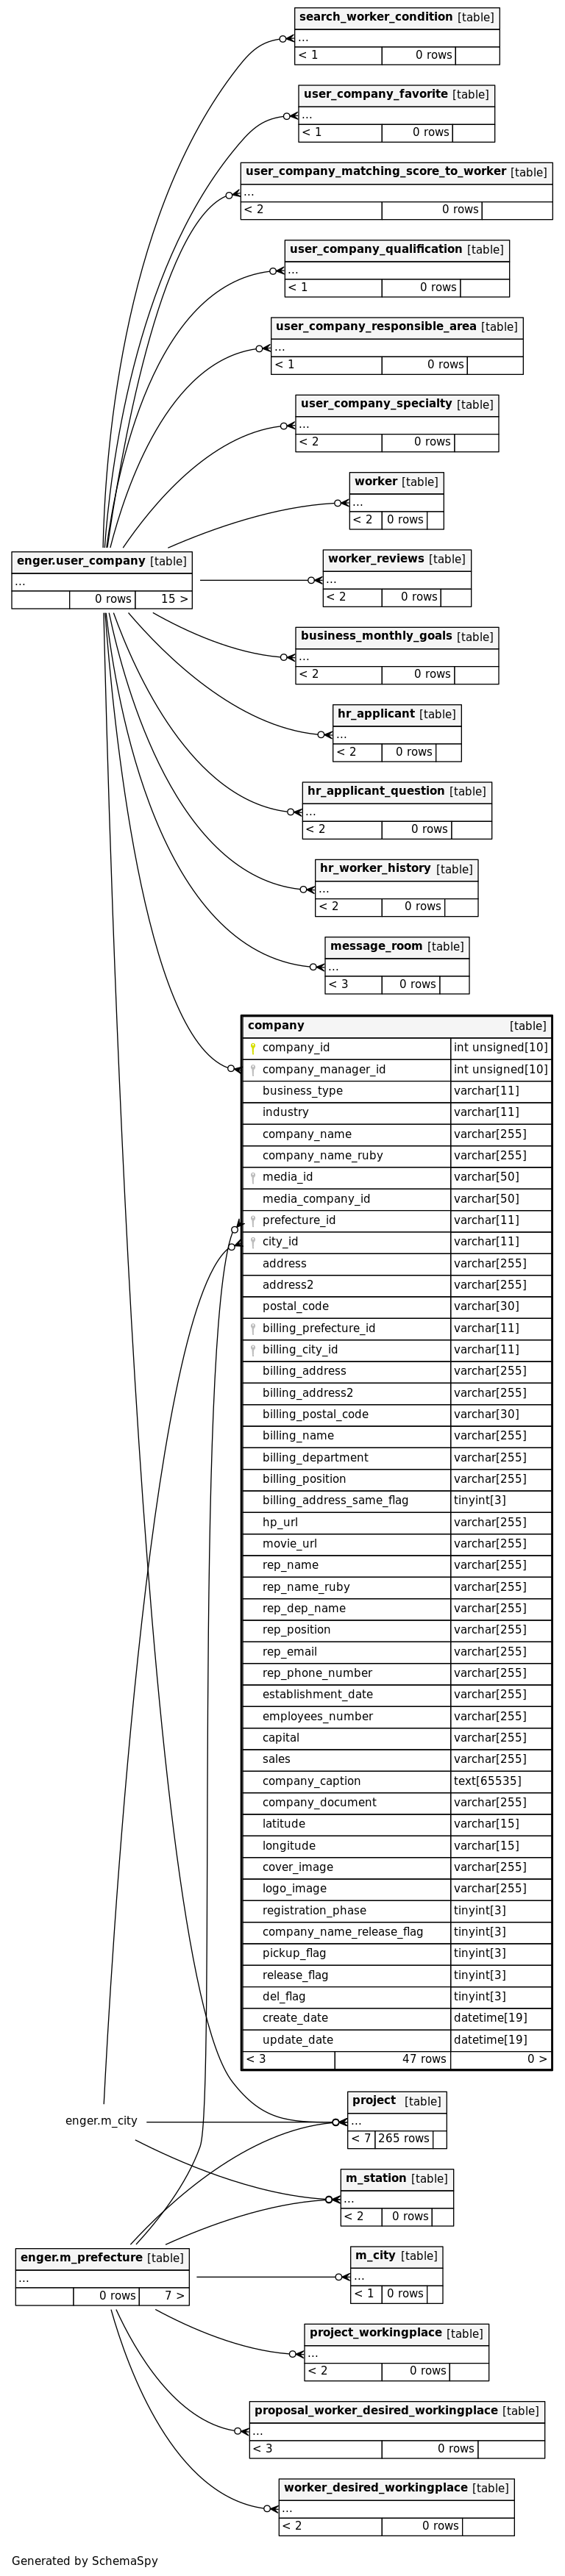 search_worker_condition [table]
...
< 1 0 rows
user_company_favorite [table]
...
< 1 0 rows
user_company_matching_score_to_worker [table]
...
< 2 0 rows
user_company_qualification [table]
...
< 1 0 rows
user_company_responsible_area [table]
...
< 1 0 rows
user_company_specialty [table]
...
< 2 0 rows
worker [table]
...
< 2 0 rows
enger.user_company [table]
...
0 rows 15 >
worker_reviews [table]
...
< 2 0 rows
business_monthly_goals [table]
...
< 2 0 rows
hr_applicant [table]
...
< 2 0 rows
hr_applicant_question [table]
...
< 2 0 rows
hr_worker_history [table]
...
< 2 0 rows
message_room [table]
...
< 3 0 rows
company [table]
company_id int unsigned[10]
company_manager_id int unsigned[10]
business_type varchar[11]
industry varchar[11]
company_name varchar[255]
company_name_ruby varchar[255]
media_id varchar[50]
media_company_id varchar[50]
prefecture_id varchar[11]
city_id varchar[11]
address varchar[255]
address2 varchar[255]
postal_code varchar[30]
billing_prefecture_id varchar[11]
billing_city_id varchar[11]
billing_address varchar[255]
billing_address2 varchar[255]
billing_postal_code varchar[30]
billing_name varchar[255]
billing_department varchar[255]
billing_position varchar[255]
billing_address_same_flag tinyint[3]
hp_url varchar[255]
movie_url varchar[255]
rep_name varchar[255]
rep_name_ruby varchar[255]
rep_dep_name varchar[255]
rep_position varchar[255]
rep_email varchar[255]
rep_phone_number varchar[255]
establishment_date varchar[255]
employees_number varchar[255]
capital varchar[255]
sales varchar[255]
company_caption text[65535]
company_document varchar[255]
latitude varchar[15]
longitude varchar[15]
cover_image varchar[255]
logo_image varchar[255]
registration_phase tinyint[3]
company_name_release_flag tinyint[3]
pickup_flag tinyint[3]
release_flag tinyint[3]
del_flag tinyint[3]
create_date datetime[19]
update_date datetime[19]
< 3 47 rows 0 >
enger.m_city
project [table]
...
< 7 265 rows
m_station [table]
...
< 2 0 rows
enger.m_prefecture [table]
...
0 rows 7 >
m_city [table]
...
< 1 0 rows
project_workingplace [table]
...
< 2 0 rows
proposal_worker_desired_workingplace [table]
...
< 3 0 rows
worker_desired_workingplace [table]
...
< 2 0 rows
Generated by SchemaSpy